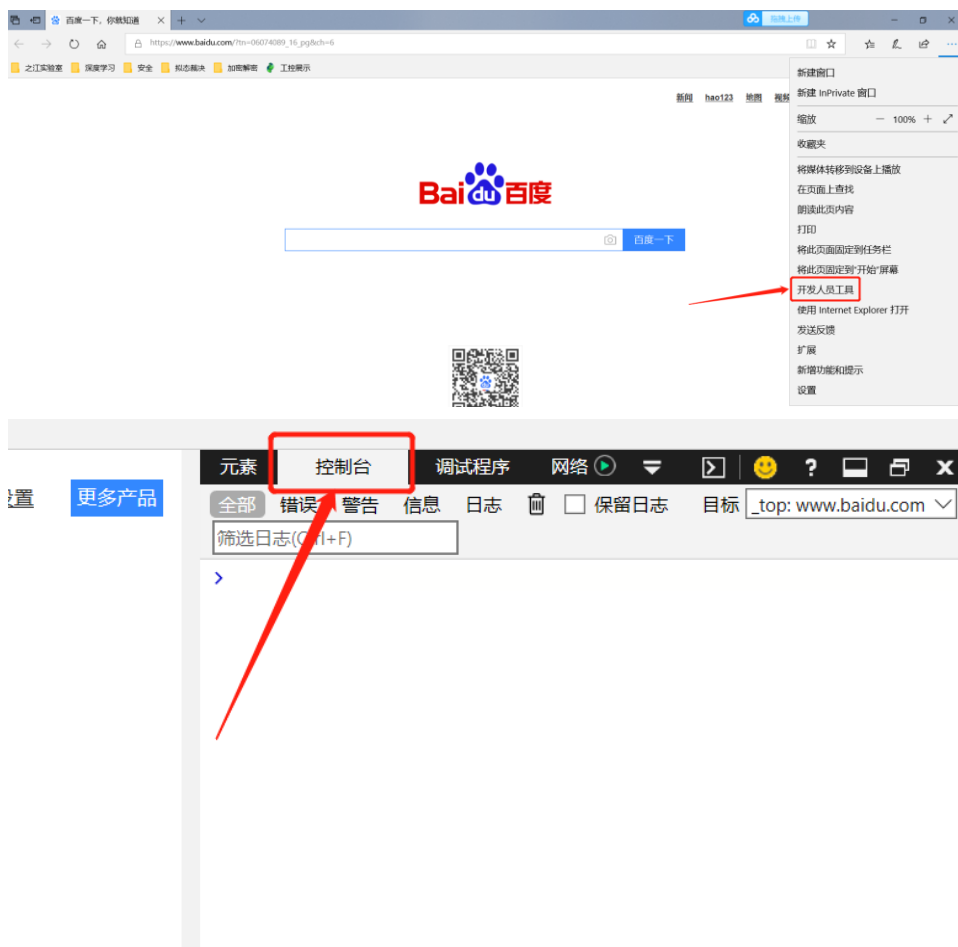 百度一下，你就知道
拖拽上传
https://www.baidu.com/?tn=06074089_16_pg&ch=6
之江实验室 深度学习 安全 拟态裁决 加密解密 工控展示
新闻 hao123 地图 视频
Bai du 百度
百度一下
新建窗口
新建 InPrivate 窗口
缩放 — 100% +
收藏夹
将媒体转移到设备上播放
在页面上查找
朗读此页内容
打印
将此页面固定到任务栏
将此页固定到"开始"屏幕
开发人员工具
使用 Internet Explorer 打开
发送反馈
扩展
新增功能和提示
设置
元素 控制台 调试程序 网络 ?
置 更多产品
全部 错误 警告 信息 日志 保留日志 目标 _top: www.baidu.com
筛选日志(Ctrl+F)